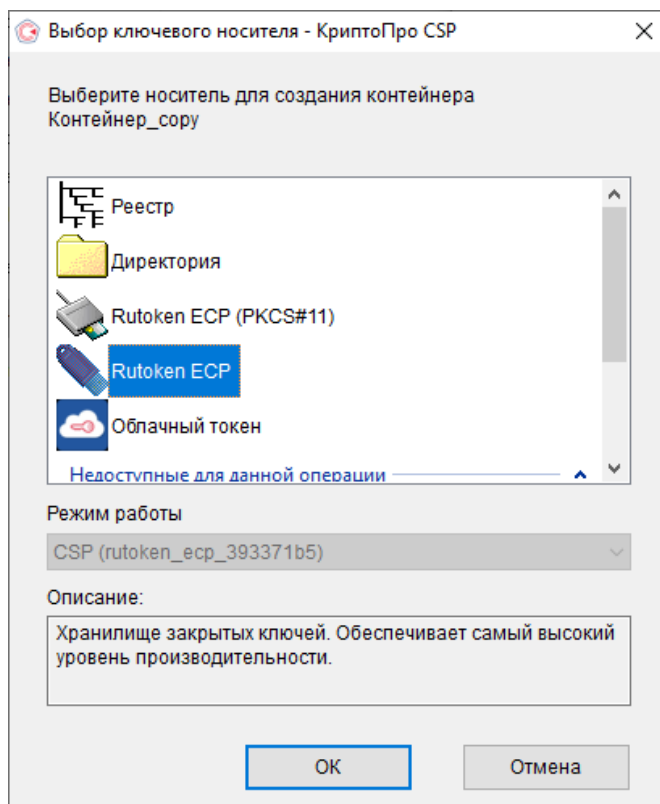 Выбор ключевого носителя - КриптоПро CSP
Выберите носитель для создания контейнера
Контейнер_copy
Реестр
Директория
Rutoken ECP (PKCS#11)
Rutoken ECP
Облачный токен
Недоступные для данной операции
Режим работы
CSP (rutoken_ecp_393371b5)
Описание:
Хранилище закрытых ключей. Обеспечивает самый высокий
уровень производительности.
ОК
Отмена